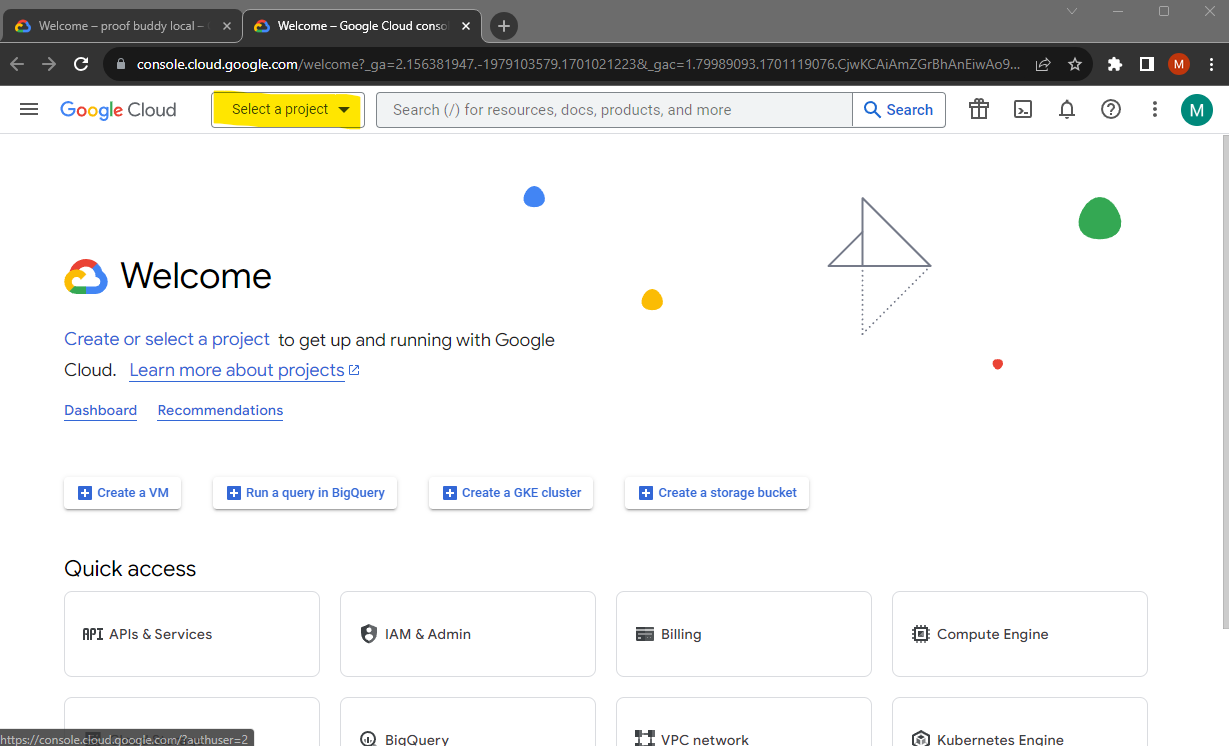 Welcome – proof buddy local –
Welcome – Google Cloud conso
console.cloud.google.com/welcome?_ga=2.156381947.-1979103579.1701021223&_gac=1.79989093.1701119076.CjwKCAiAmZGrBhAnEiwAo9...
M
Google Cloud
Select a project
Search (/) for resources, docs, products, and more
Search
M
Welcome
Create or select a project to get up and running with Google
Cloud. Learn more about projects
Dashboard
Recommendations
Create a VM
Run a query in BigQuery
Create a GKE cluster
Create a storage bucket
Quick access
API APIs & Services
IAM & Admin
Billing
Compute Engine
BigQuery
VPC network
Kubernetes Engine
https://console.cloud.google.com/?authuser=2